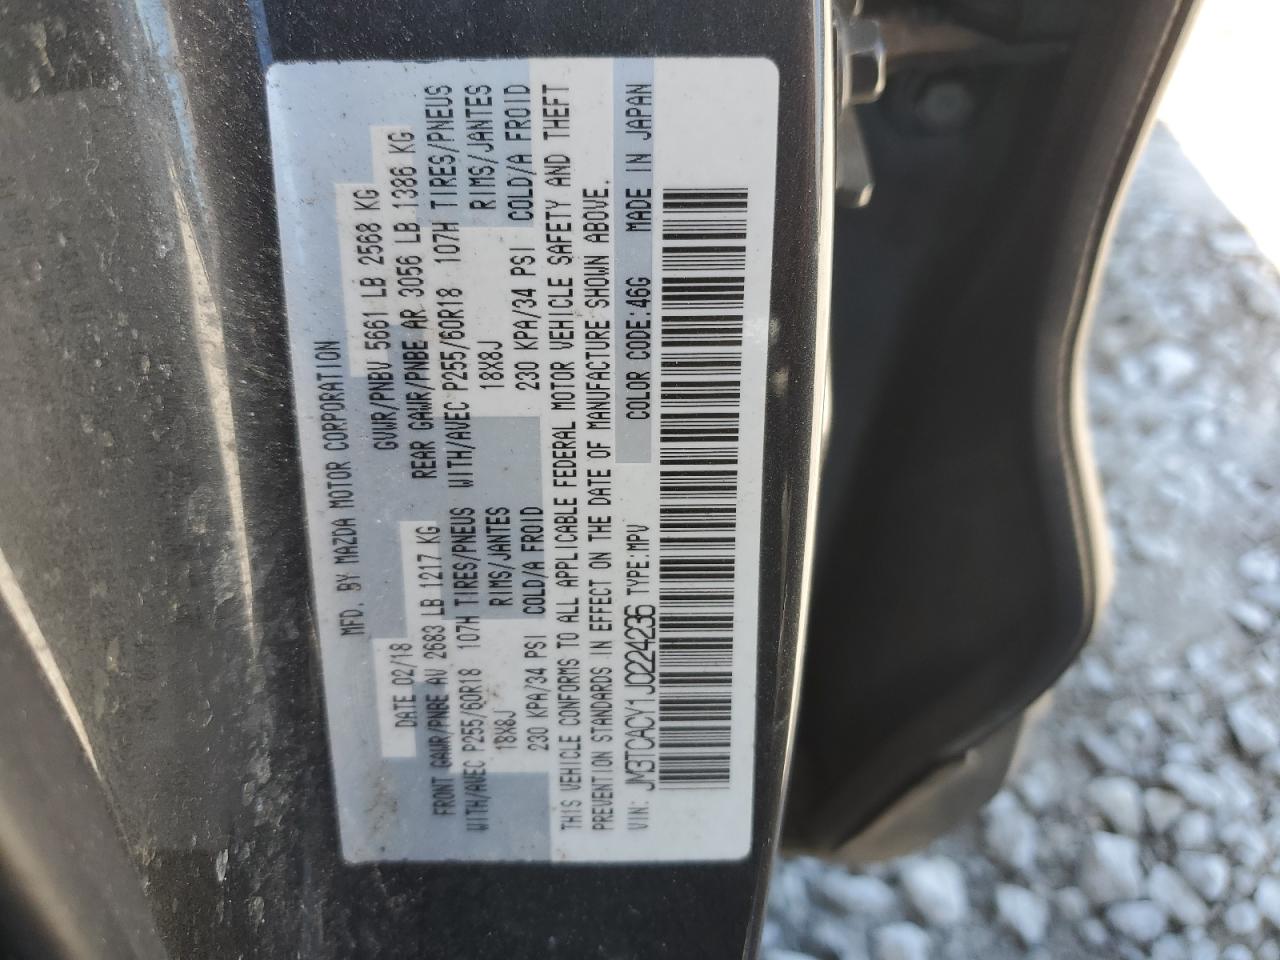 MFD. BY MAZDA MOTOR CORPORATION
DATE 02/18 GVWR/PNBV 5661 LB 2568 KG
FRONT GAWR/PNBE AV 2683 LB 1217 KG REAR GAWR/PNBE AR 3056 LB 1386 KG
WITH/AVEC P255/60R18 107H TIRES/PNEUS WITH/AVEC P255/60R18 107H TIRES/PNEUS
18X8J RIMS/JANTES 18X8J RIMS/JANTES
230 KPA/34 PSI COLD/A FROID 230 KPA/34 PSI COLD/A FROID
THIS VEHICLE CONFORMS TO ALL APPLICABLE FEDERAL MOTOR VEHICLE SAFETY AND THEFT
PREVENTION STANDARDS IN EFFECT ON THE DATE OF MANUFACTURE SHOWN ABOVE.
VIN: JM3TCACY1J0224236 TYPE:MPV COLOR CODE:46G MADE IN JAPAN